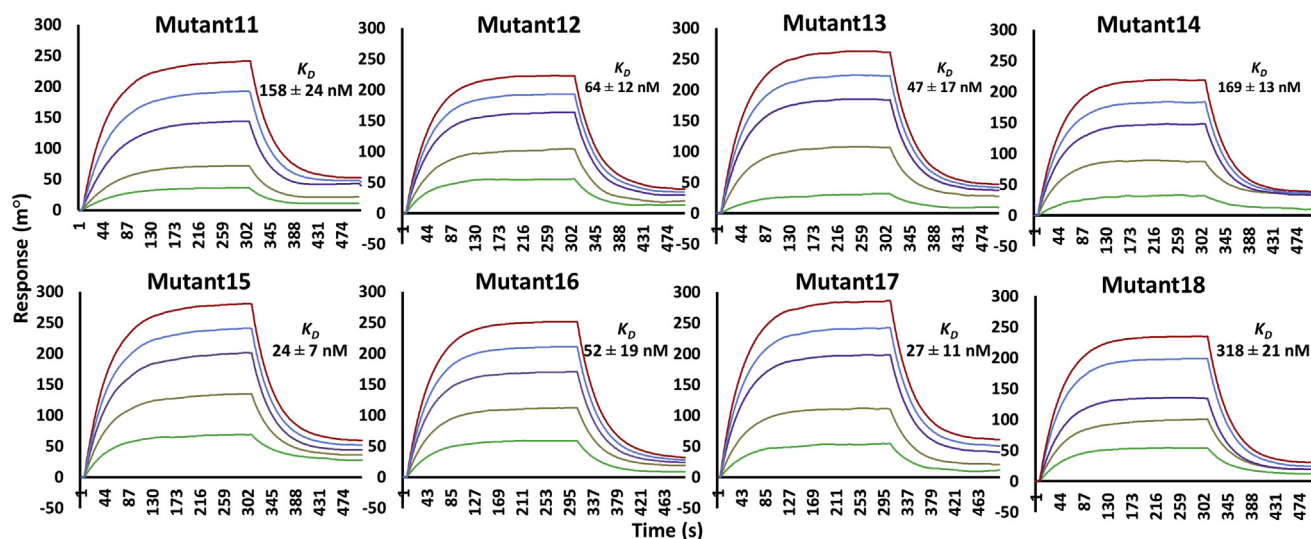 Response (m°)
Mutant11
300
250
200
150
100
50
0
-50
K_D
158 ± 24 nM
1 44 87 130 173 216 259 302 345 388 431 474
Mutant12
300
250
200
150
100
50
0
-50
K_D
64 ± 12 nM
1 44 87 130 173 216 259 302 345 388 431 474
Mutant13
300
250
200
150
100
50
0
-50
K_D
47 ± 17 nM
1 44 87 130 173 216 259 302 345 388 431 474
Mutant14
300
250
200
150
100
50
0
-50
K_D
169 ± 13 nM
1 44 87 130 173 216 259 302 345 388 431 474
Mutant15
300
250
200
150
100
50
0
-50
K_D
24 ± 7 nM
1 44 87 130 173 216 259 302 345 388 431 474
Mutant16
300
250
200
150
100
50
0
-50
K_D
52 ± 19 nM
1 43 85 127 169 211 253 295 337 379 421 463
Mutant17
300
250
200
150
100
50
0
-50
K_D
27 ± 11 nM
1 43 85 127 169 211 253 295 337 379 421 463
Mutant18
300
250
200
150
100
50
0
-50
K_D
318 ± 21 nM
1 44 87 130 173 216 259 302 345 388 431 474
Time (s)